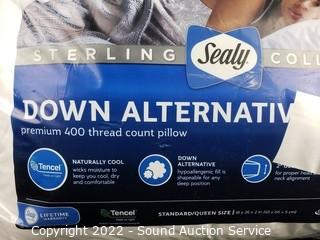 STERLING COLL
Sealy
DOWN ALTERNATIV
premium 400 thread count pillow
Tencel
NATURALLY COOL
wicks moisture to
keep you cool, dry
and comfortable
DOWN
ALTERNATIVE
hypoallergenic fill is
shapeable for any
sleep position
for proper he
neck alignment
LIFETIME
WARRANTY
Tencel
STANDARD/QUEEN SIZE
Copyright 2022 - Sound Auction Service